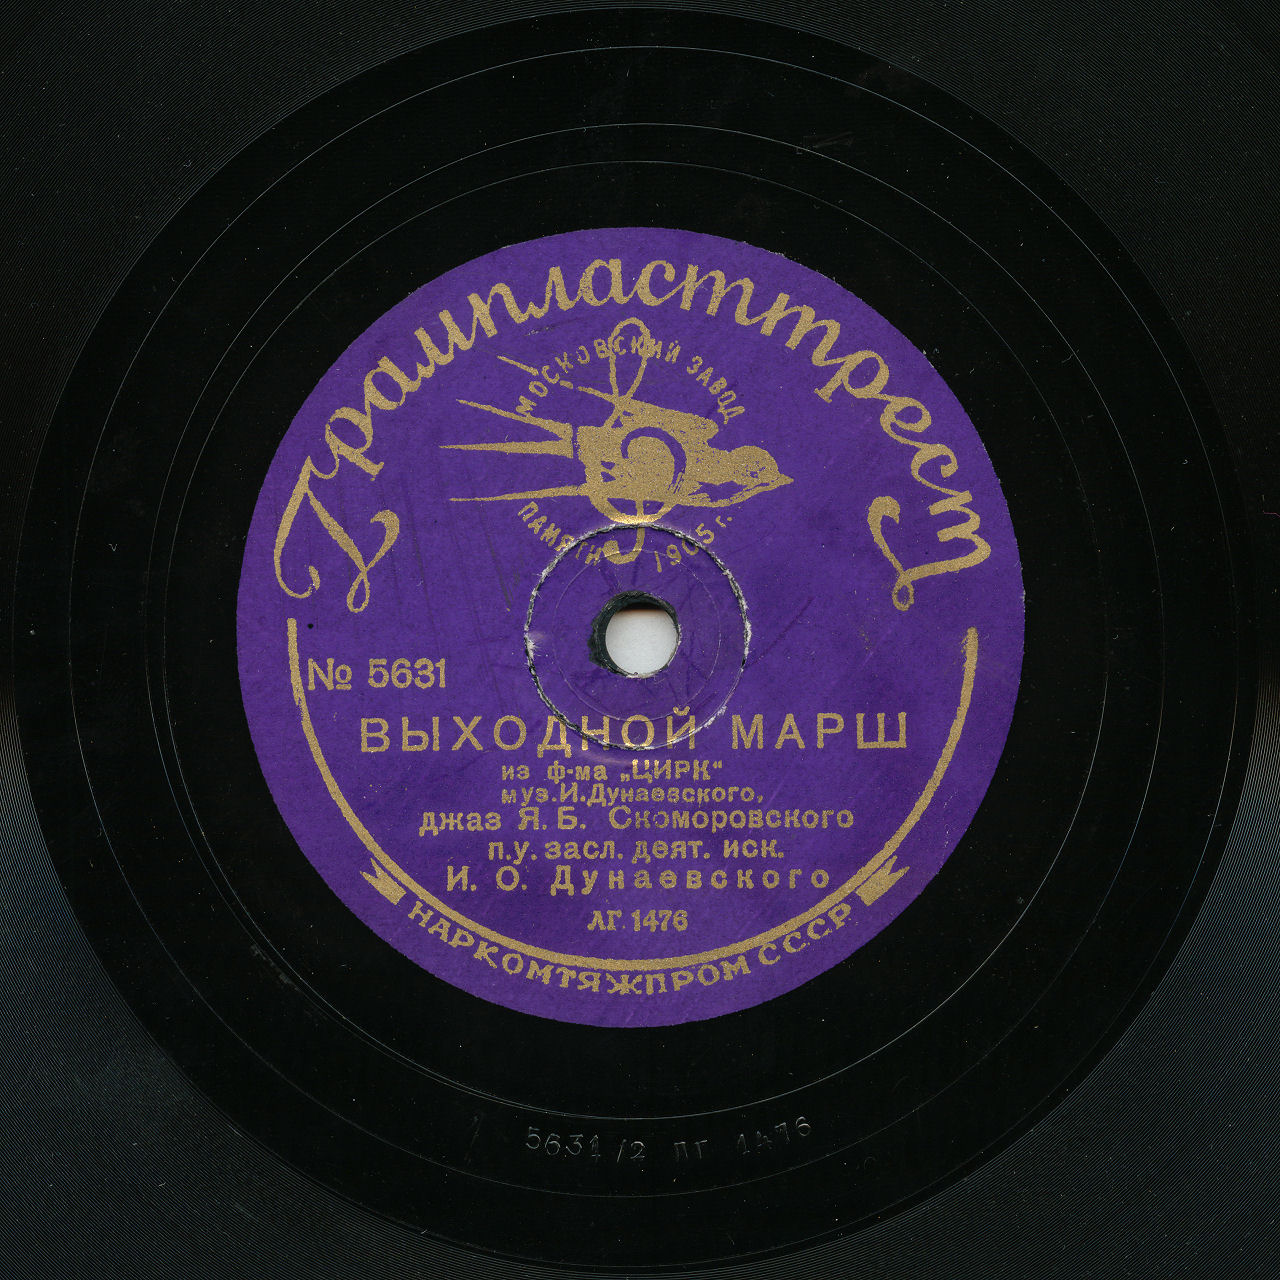 Грампласттрест
МОСКОВСКИЙ ЗАВОД
ПАМЯТИ 1905 г.
№ 5631
ВЫХОДНОЙ МАРШ
из ф-ма „ЦИРК“
муз. И. Дунаевского,
джаз Я. Б. Скоморовского
п.у. засл. деят. иск.
И. О. Дунаевского
ЛГ. 1476
НАРКОМТЯЖПРОМ СССР
5631/2 ЛГ 1476